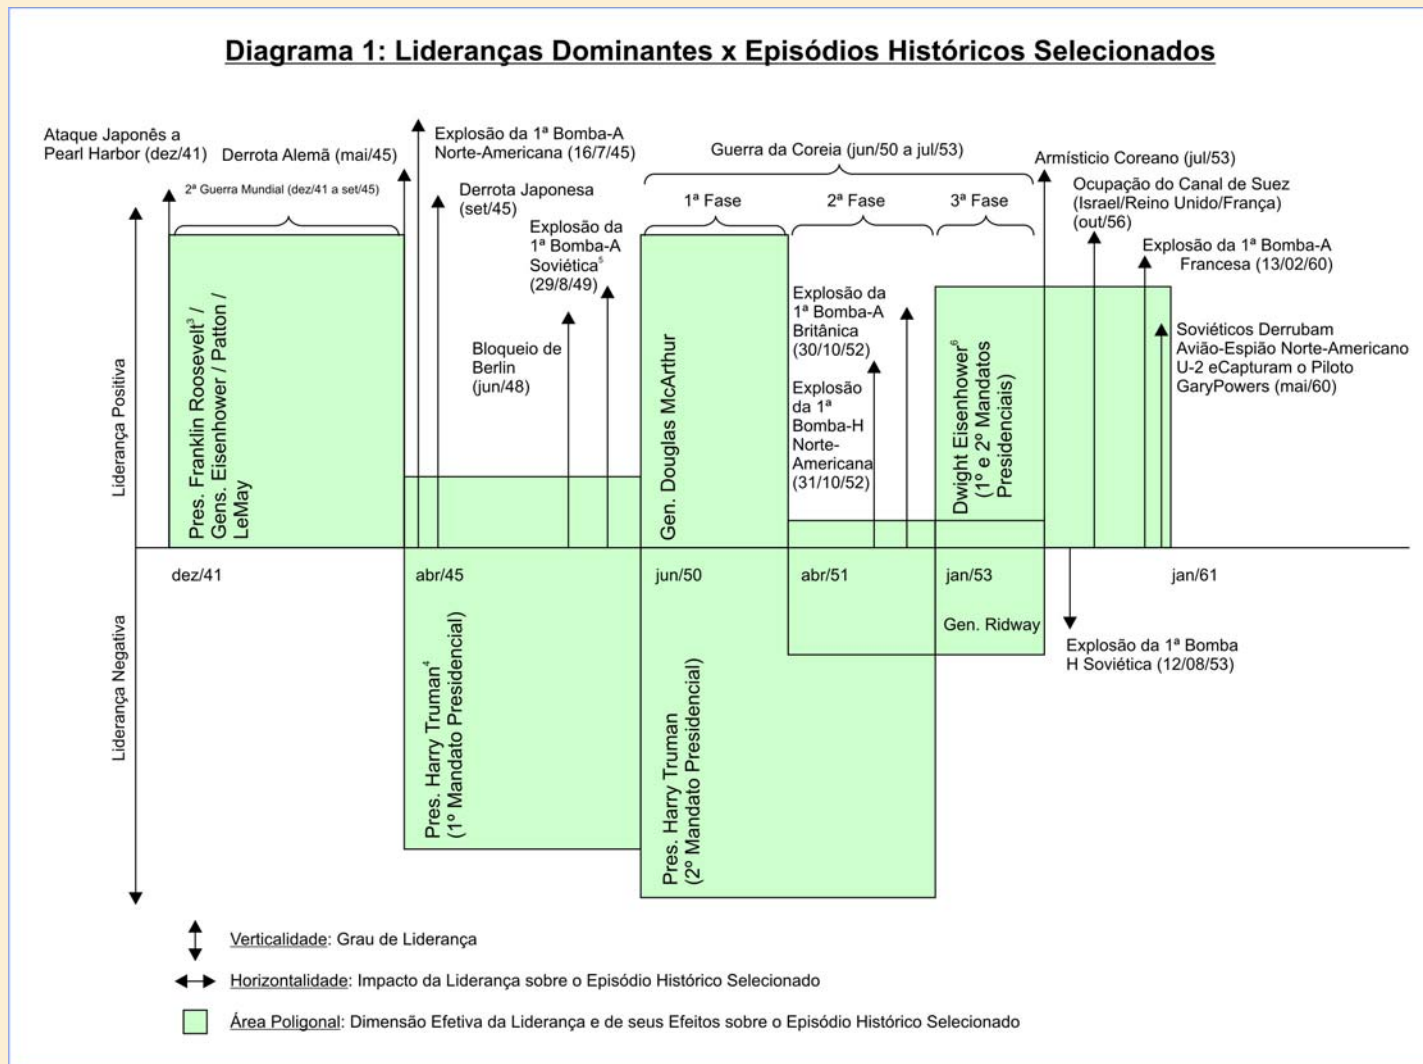 Diagrama 1: Lideranças Dominantes x Episódios Históricos Selecionados
Ataque Japonês a
Pearl Harbor (dez/41)
Derrota Alemã (mai/45)
2ª Guerra Mundial (dez/41 a set/45)
Explosão da 1ª Bomba-A
Norte-Americana (16/7/45)
Derrota Japonesa
(set/45)
Explosão da
1ª Bomba-A
Soviética⁵
(29/8/49)
Bloqueio de
Berlin
(jun/48)
Guerra da Coreia (jun/50 a jul/53)
1ª Fase
2ª Fase
3ª Fase
Armísticio Coreano (jul/53)
Ocupação do Canal de Suez
(Israel/Reino Unido/França)
(out/56)
Explosão da 1ª Bomba-A
Francesa (13/02/60)
Soviéticos Derrubam
Avião-Espião Norte-Americano
U-2 eCapturam o Piloto
GaryPowers (mai/60)
Explosão da
1ª Bomba-A
Britânica
(30/10/52)
Explosão
da 1ª
Bomba-H
Norte-
Americana
(31/10/52)
Liderança Positiva
Pres. Franklin Roosevelt³ /
Gens. Eisenhower / Patton /
LeMay
Gen. Douglas McArthur
Dwight Eisenhower⁶
(1º e 2º Mandatos
Presidenciais)
dez/41
abr/45
jun/50
abr/51
jan/53
jan/61
Liderança Negativa
Pres. Harry Truman⁴
(1º Mandato Presidencial)
Pres. Harry Truman
(2º Mandato Presidencial)
Gen. Ridway
Explosão da 1ª Bomba
H Soviética (12/08/53)
Verticalidade: Grau de Liderança
Horizontalidade: Impacto da Liderança sobre o Episódio Histórico Selecionado
Área Poligonal: Dimensão Efetiva da Liderança e de seus Efeitos sobre o Episódio Histórico Selecionado